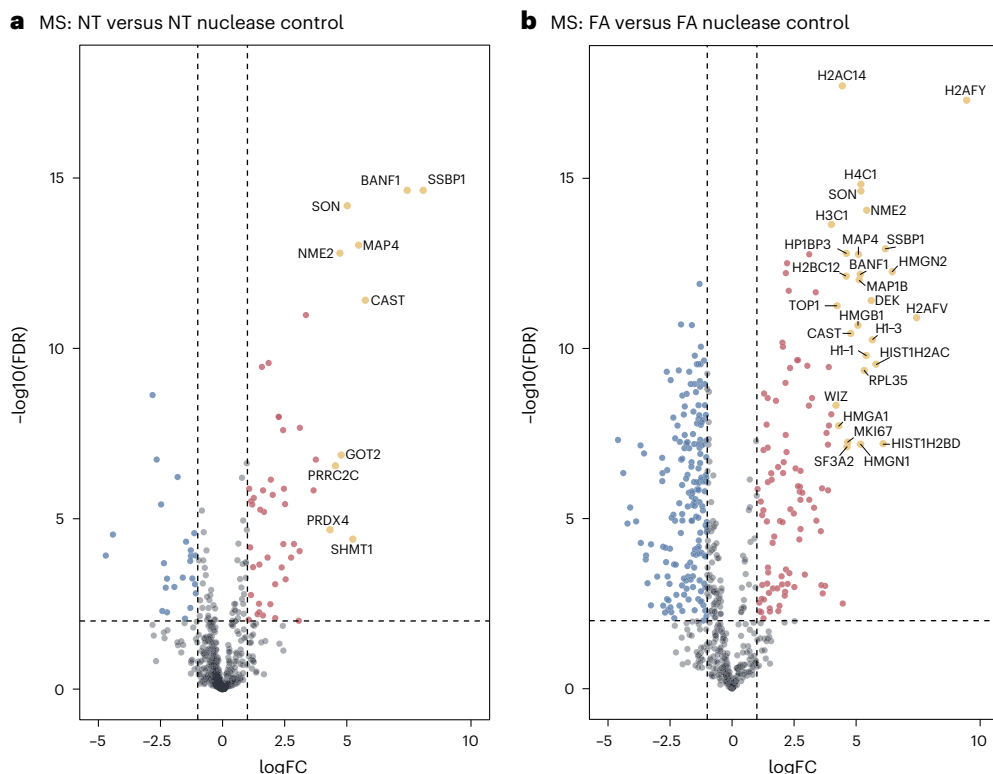 a MS: NT versus NT nuclease control
−log10(FDR)
15
10
5
0
BANF1
SSBP1
SON
MAP4
NME2
CAST
GOT2
PRRC2C
PRDX4
SHMT1
−5
−2.5
0
2.5
5
10
logFC
b MS: FA versus FA nuclease control
−log10(FDR)
15
10
5
0
H2AC14
H2AFY
H4C1
SON
NME2
H3C1
MAP4
SSBP1
HP1BP3
BANF1
HMGN2
H2BC12
MAP1B
DEK
TOP1
H2AFV
HMGB1
H1–3
CAST
H1–1
HIST1H2AC
RPL35
WIZ
HMGA1
MKI67
HIST1H2BD
SF3A2
HMGN1
−5
−2.5
0
2.5
5
10
logFC